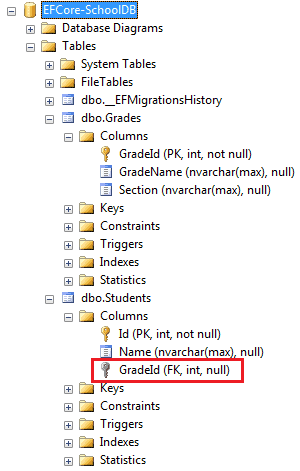 EFCore-SchoolDB
Database Diagrams
Tables
System Tables
FileTables
dbo.__EFMigrationsHistory
dbo.Grades
Columns
GradeId (PK, int, not null)
GradeName (nvarchar(max), null)
Section (nvarchar(max), null)
Keys
Constraints
Triggers
Indexes
Statistics
dbo.Students
Columns
Id (PK, int, not null)
Name (nvarchar(max), null)
GradeId (FK, int, null)
Keys
Constraints
Triggers
Indexes
Statistics